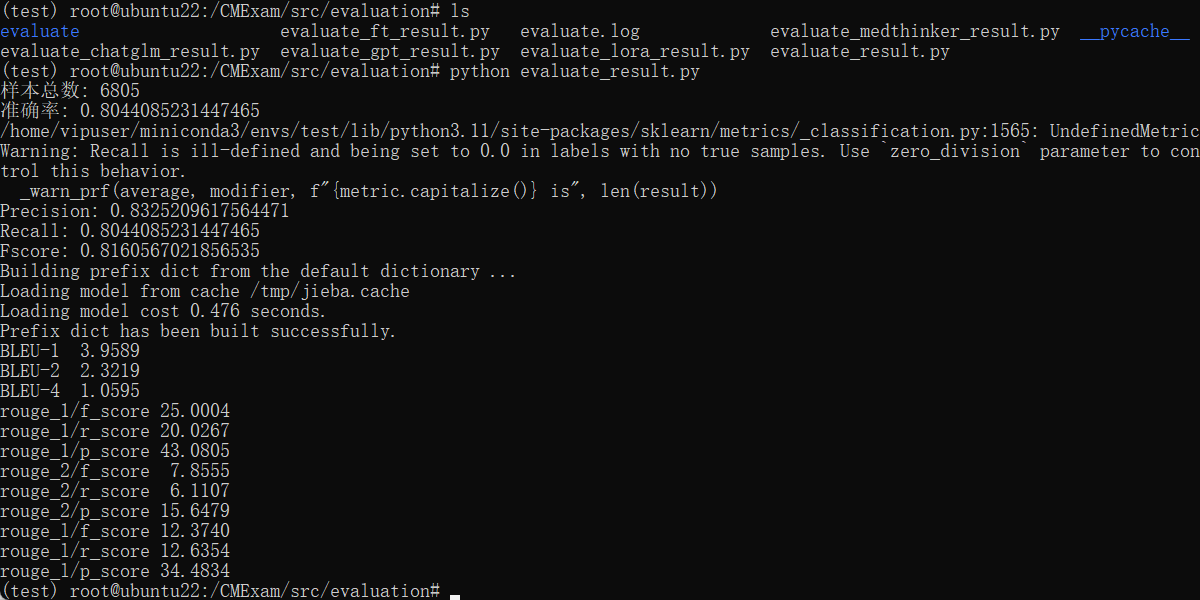 (test) root@ubuntu22:/CMExam/src/evaluation# ls
evaluate evaluate_ft_result.py evaluate.log evaluate_medthinker_result.py __pycache__
evaluate_chatglm_result.py evaluate_gpt_result.py evaluate_lora_result.py evaluate_result.py
(test) root@ubuntu22:/CMExam/src/evaluation# python evaluate_result.py
样本总数: 6805
准确率: 0.8044085231447465
/home/vipuser/miniconda3/envs/test/lib/python3.11/site-packages/sklearn/metrics/_classification.py:1565: UndefinedMetric
Warning: Recall is ill-defined and being set to 0.0 in labels with no true samples. Use `zero_division` parameter to con
trol this behavior.
_warn_prf(average, modifier, f"{metric.capitalize()} is", len(result))
Precision: 0.8325209617564471
Recall: 0.8044085231447465
Fscore: 0.8160567021856535
Building prefix dict from the default dictionary ...
Loading model from cache /tmp/jieba.cache
Loading model cost 0.476 seconds.
Prefix dict has been built successfully.
BLEU-1 3.9589
BLEU-2 2.3219
BLEU-4 1.0595
rouge_1/f_score 25.0004
rouge_1/r_score 20.0267
rouge_1/p_score 43.0805
rouge_2/f_score 7.8555
rouge_2/r_score 6.1107
rouge_2/p_score 15.6479
rouge_l/f_score 12.3740
rouge_l/r_score 12.6354
rouge_l/p_score 34.4834
(test) root@ubuntu22:/CMExam/src/evaluation#